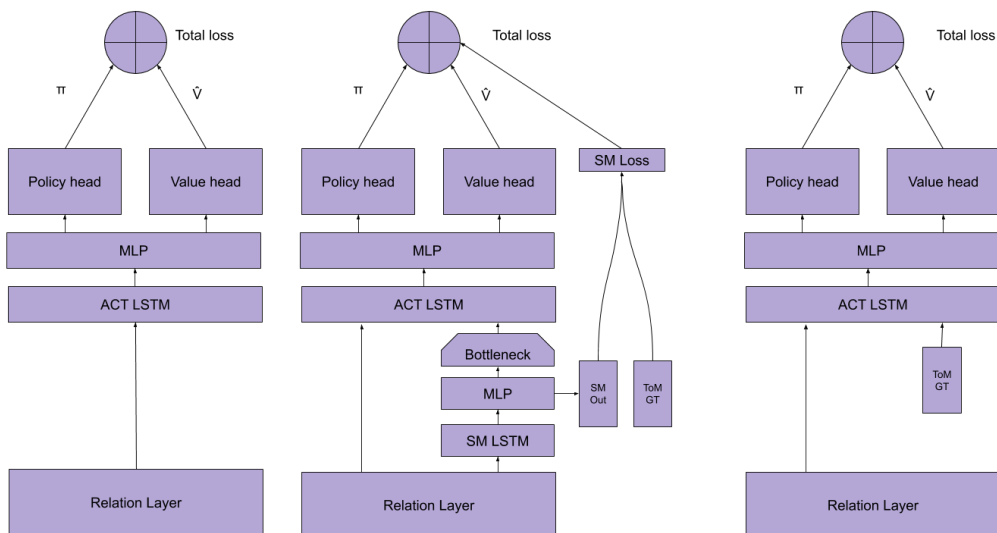 Total loss
π
V̂
Policy head
Value head
MLP
ACT LSTM
Relation Layer
Total loss
π
V̂
SM Loss
Policy head
Value head
MLP
ACT LSTM
Bottleneck
MLP
SM
Out
ToM
GT
SM LSTM
Relation Layer
Total loss
π
V̂
Policy head
Value head
MLP
ACT LSTM
ToM
GT
Relation Layer